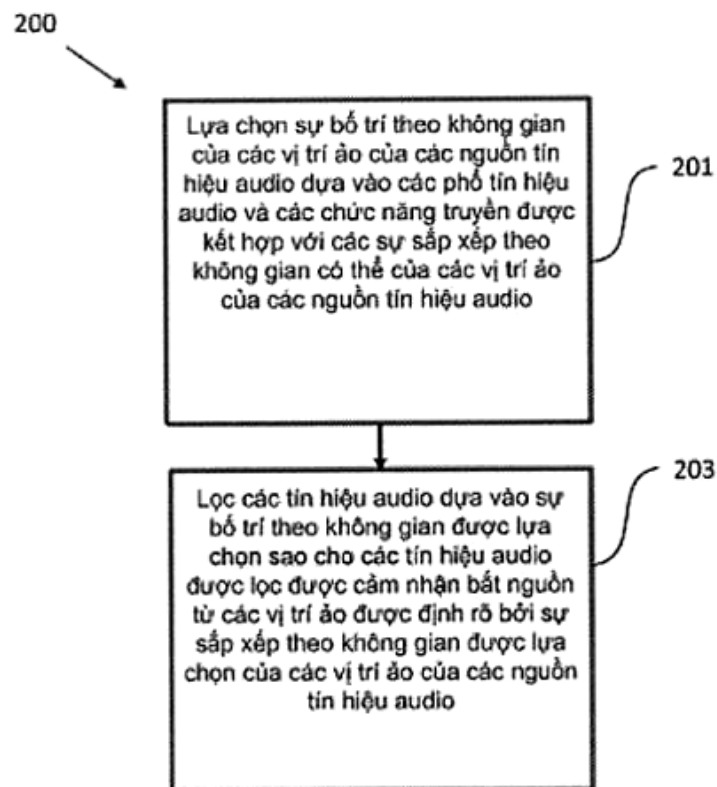 200
Lựa chọn sự bố trí theo không gian
của các vị trí ảo của các nguồn tín
hiệu audio dựa vào các phổ tín hiệu
audio và các chức năng truyền được
kết hợp với các sự sắp xếp theo
không gian có thể của các vị trí ảo
của các nguồn tín hiệu audio
201
Lọc các tín hiệu audio dựa vào sự
bố trí theo không gian được lựa
chọn sao cho các tín hiệu audio
được lọc được cảm nhận bắt nguồn
từ các vị trí ảo được định rõ bởi sự
sắp xếp theo không gian được lựa
chọn của các vị trí ảo của các nguồn
tín hiệu audio
203